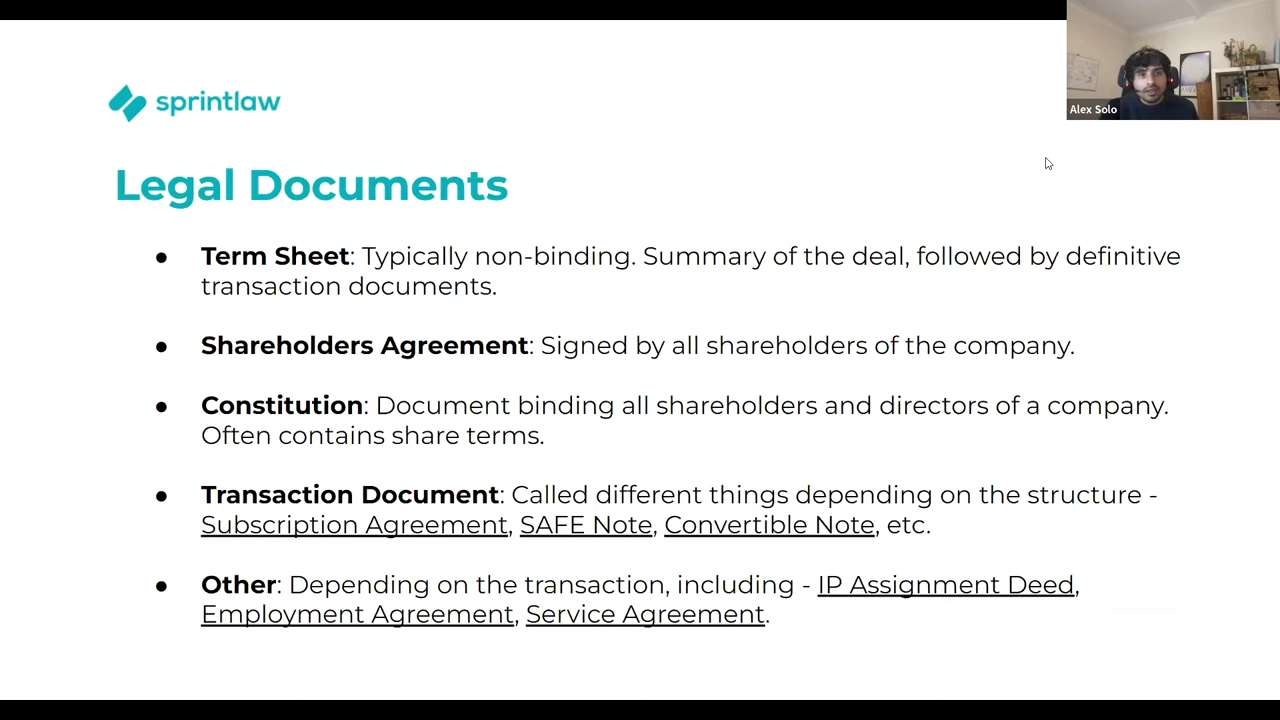 sprintlaw
Alex Solo
Legal Documents
● Term Sheet: Typically non-binding. Summary of the deal, followed by definitive
transaction documents.
● Shareholders Agreement: Signed by all shareholders of the company.
● Constitution: Document binding all shareholders and directors of a company.
Often contains share terms.
● Transaction Document: Called different things depending on the structure -
Subscription Agreement, SAFE Note, Convertible Note, etc.
● Other: Depending on the transaction, including - IP Assignment Deed,
Employment Agreement, Service Agreement.